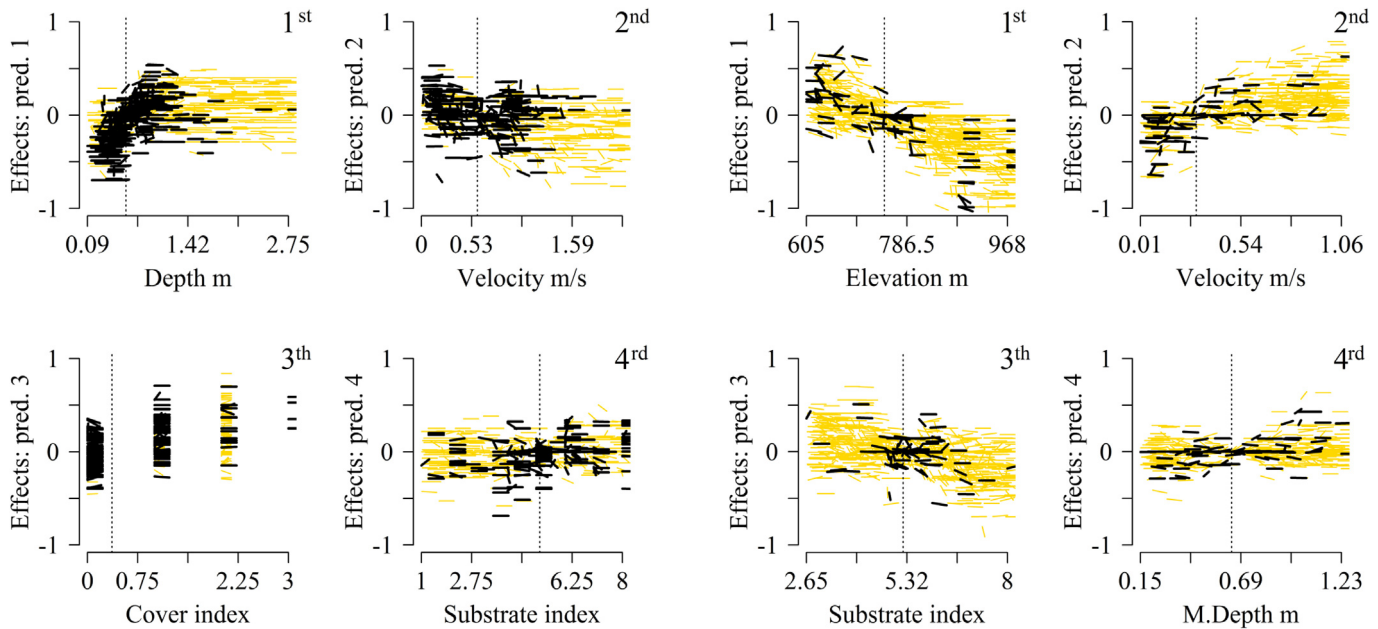 1st 2nd 1st 2nd
Effects: pred. 1 Effects: pred. 2 Effects: pred. 1 Effects: pred. 2
1 1 1 1
0 0 0 0
-1 -1 -1 -1
0.09 1.42 2.75 0 0.53 1.59 605 786.5 968 0.01 0.54 1.06
Depth m Velocity m/s Elevation m Velocity m/s
3th 4rd 3th 4rd
Effects: pred. 3 Effects: pred. 4 Effects: pred. 3 Effects: pred. 4
1 1 1 1
0 0 0 0
-1 -1 -1 -1
0 0.75 2.25 3 1 2.75 6.25 8 2.65 5.32 8 0.15 0.69 1.23
Cover index Substrate index Substrate index M.Depth m